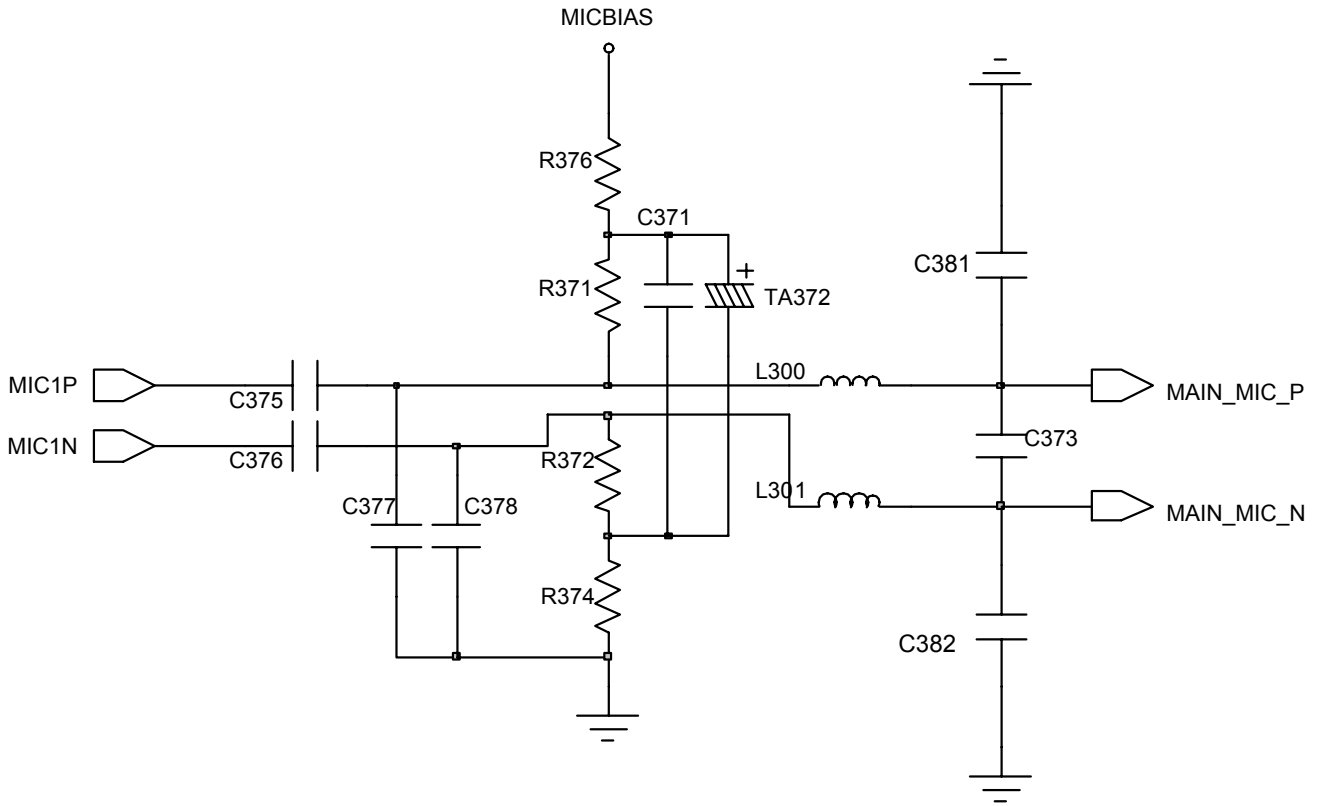 MICBIAS
R376
C371
C381
R371
+
TA372
MIC1P
C375
L300
MAIN_MIC_P
MIC1N
C376
R372
C373
L301
C377
C378
MAIN_MIC_N
R374
C382